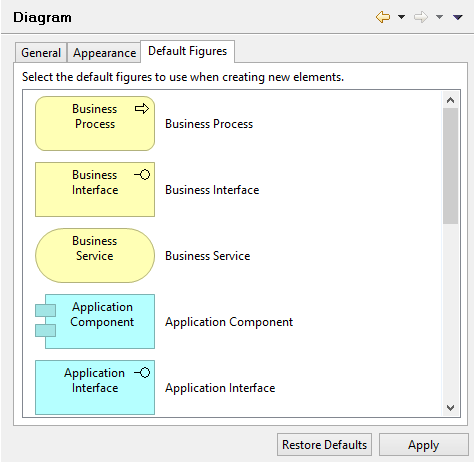 Diagram
General Appearance Default Figures
Select the default figures to use when creating new elements.
Business
Process
Business Process
Business
Interface
Business Interface
Business
Service
Business Service
Application
Component
Application Component
Application
Interface
Application Interface
Restore Defaults Apply